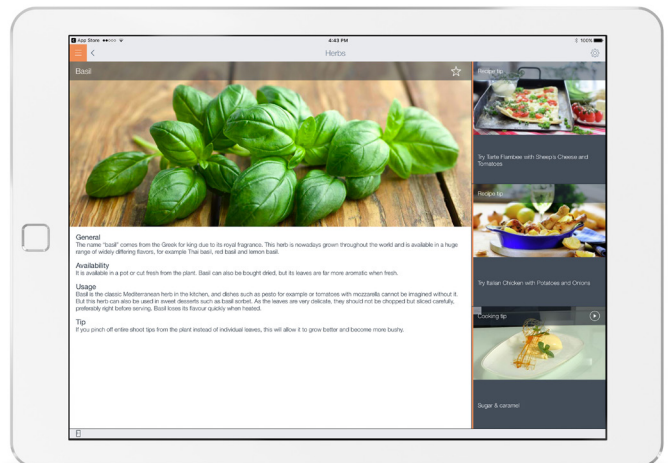 App Store
4:43 PM
100%
Herbs
Basil
General
The name "basil" comes from the Greek for king due to its royal fragrance. This herb is nowadays grown throughout the world and is available in a huge
range of widely differing flavors, for example Thai basil, red basil and lemon basil.
Availability
It is available in a pot or cut fresh from the plant. Basil can also be bought dried, but its leaves are far more aromatic when fresh.
Usage
Basil is the classic Mediterranean herb in the kitchen, and dishes such as pesto for example or tomatoes with mozzarella cannot be imagined without it.
But this herb can also be used in sweet desserts such as basil sorbet. As the leaves are very delicate, they should not be chopped but sliced carefully,
preferably right before serving. Basil loses its flavour quickly when heated.
Tip
If you pinch off entire shoot tips from the plant instead of individual leaves, this will allow it to grow better and become more bushy.
Recipe tip
Try Tarte Flambee with Sheep's Cheese and
Tomatoes
Recipe tip
Try Italian Chicken with Potatoes and Onions
Cooking tip
Sugar & caramel